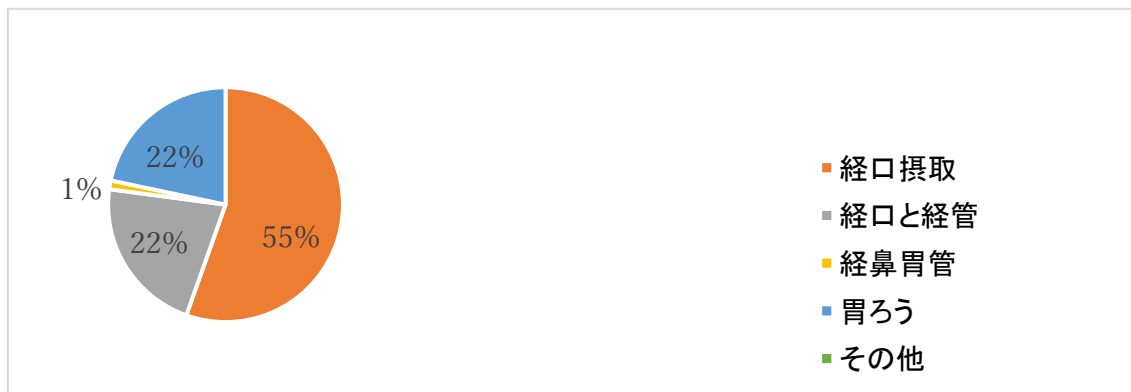 22%
1%
22%
55%
経口摂取
経口と経管
経鼻胃管
胃ろう
その他